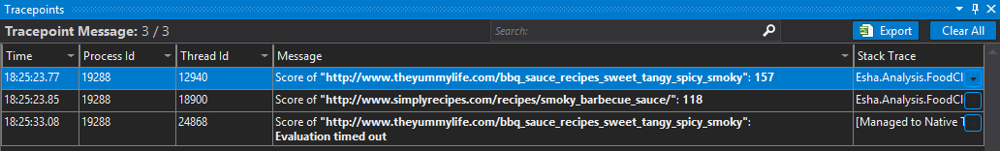 Tracepoints
Tracepoint Message: 3 / 3 Search: Export Clear All
Time Process Id Thread Id Message Stack Trace
18:25:23.77 19288 12940 Score of "http://www.theyummylife.com/bbq_sauce_recipes_sweet_tangy_spicy_smoky": 157 Esha.Analysis.FoodCl
18:25:23.85 19288 18900 Score of "http://www.simplyrecipes.com/recipes/smoky_barbecue_sauce/": 118 Esha.Analysis.FoodCl
18:25:33.08 19288 24868 Score of "http://www.theyummylife.com/bbq_sauce_recipes_sweet_tangy_spicy_smoky": [Managed to Native T
Evaluation timed out